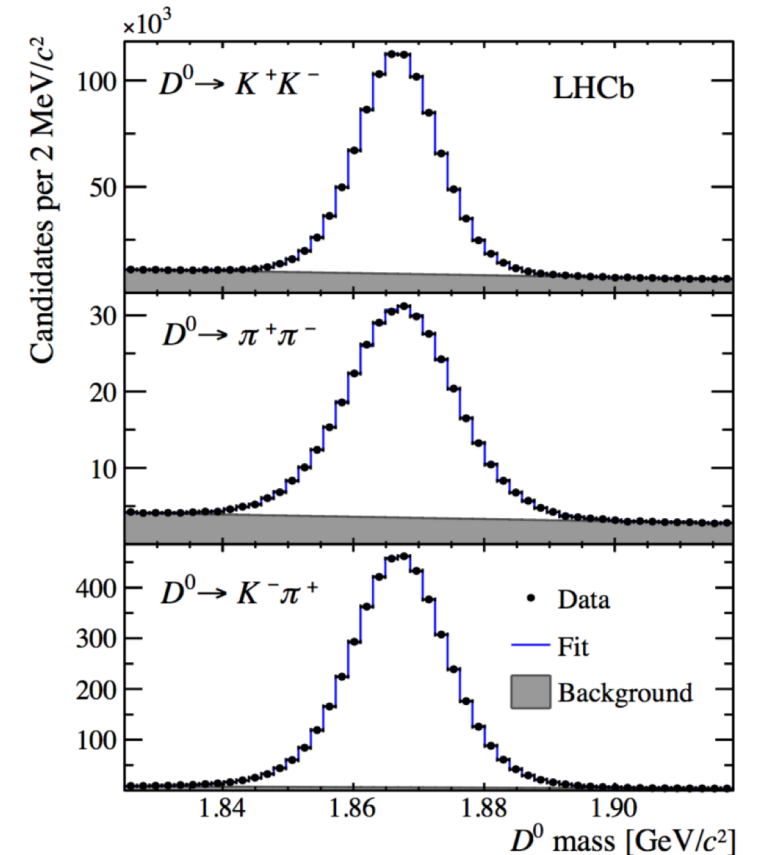 ×10³
Candidates per 2 MeV/c²
D⁰→ K⁺K⁻
LHCb
100
50
D⁰→ π⁺π⁻
30
20
10
D⁰→ K⁻π⁺
400
300
200
100
Data
Fit
Background
1.84 1.86 1.88 1.90
D⁰ mass [GeV/c²]